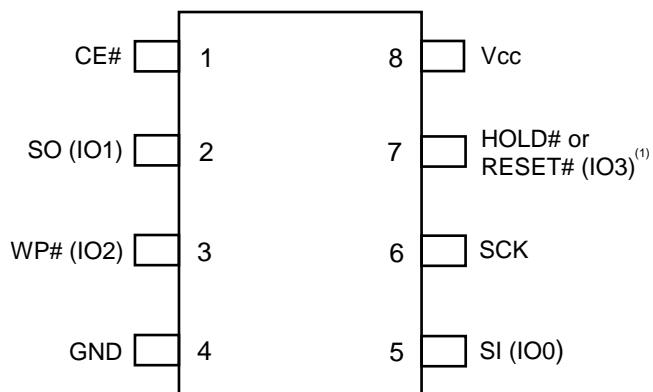 CE# 1 8 Vcc
SO (IO1) 2 7 HOLD# or
RESET# (IO3)(1)
WP# (IO2) 3 6 SCK
GND 4 5 SI (IO0)